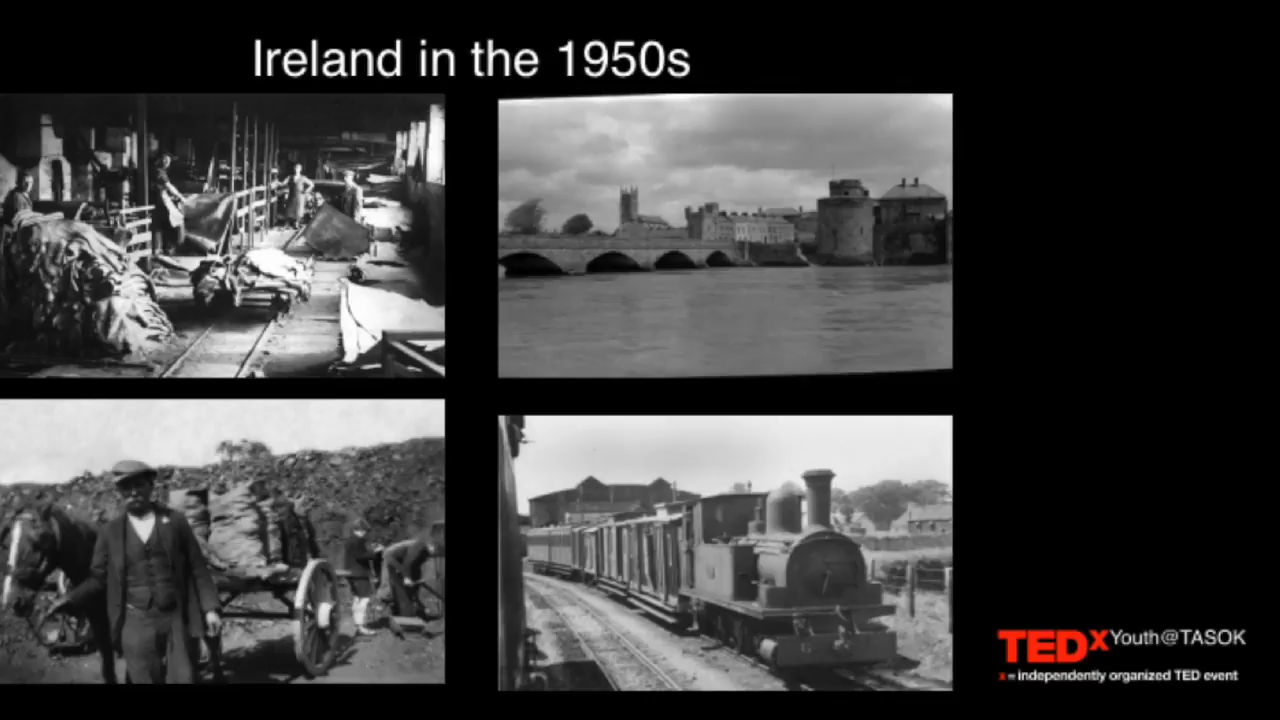 Ireland in the 1950s
TEDxYouth@TASOK
x = independently organized TED event